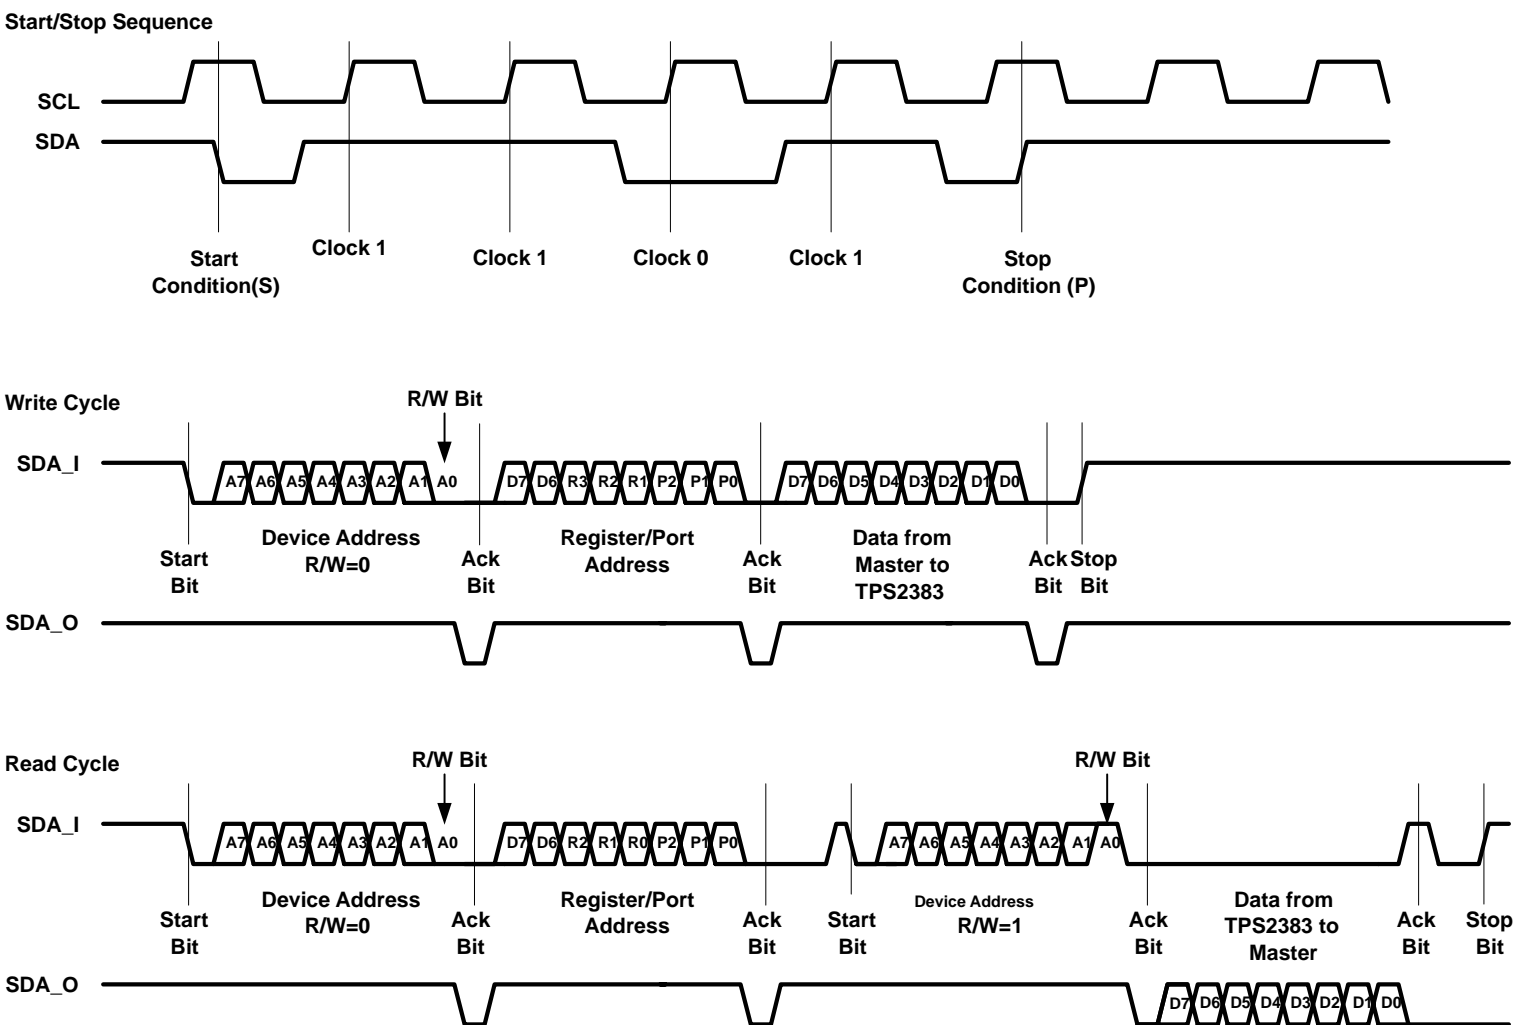 Start/Stop Sequence
SCL
SDA
Start
Condition(S)
Clock 1
Clock 1
Clock 0
Clock 1
Stop
Condition (P)
Write Cycle
R/W Bit
SDA_I
A7 A6 A5 A4 A3 A2 A1 A0
D7 D6 R3 R2 R1 P2 P1 P0
D7 D6 D5 D4 D3 D2 D1 D0
Start
Bit
Device Address
R/W=0
Ack
Bit
Register/Port
Address
Ack
Bit
Data from
Master to
TPS2383
Ack
Bit
Stop
Bit
SDA_O
Read Cycle
R/W Bit
R/W Bit
SDA_I
A7 A6 A5 A4 A3 A2 A1 A0
D7 D6 R2 R1 R0 P2 P1 P0
A7 A6 A5 A4 A3 A2 A1 A0
Start
Bit
Device Address
R/W=0
Ack
Bit
Register/Port
Address
Ack
Bit
Start
Bit
Device Address
R/W=1
Ack
Bit
Data from
TPS2383 to
Master
Ack
Bit
Stop
Bit
SDA_O
D7 D6 D5 D4 D3 D2 D1 D0